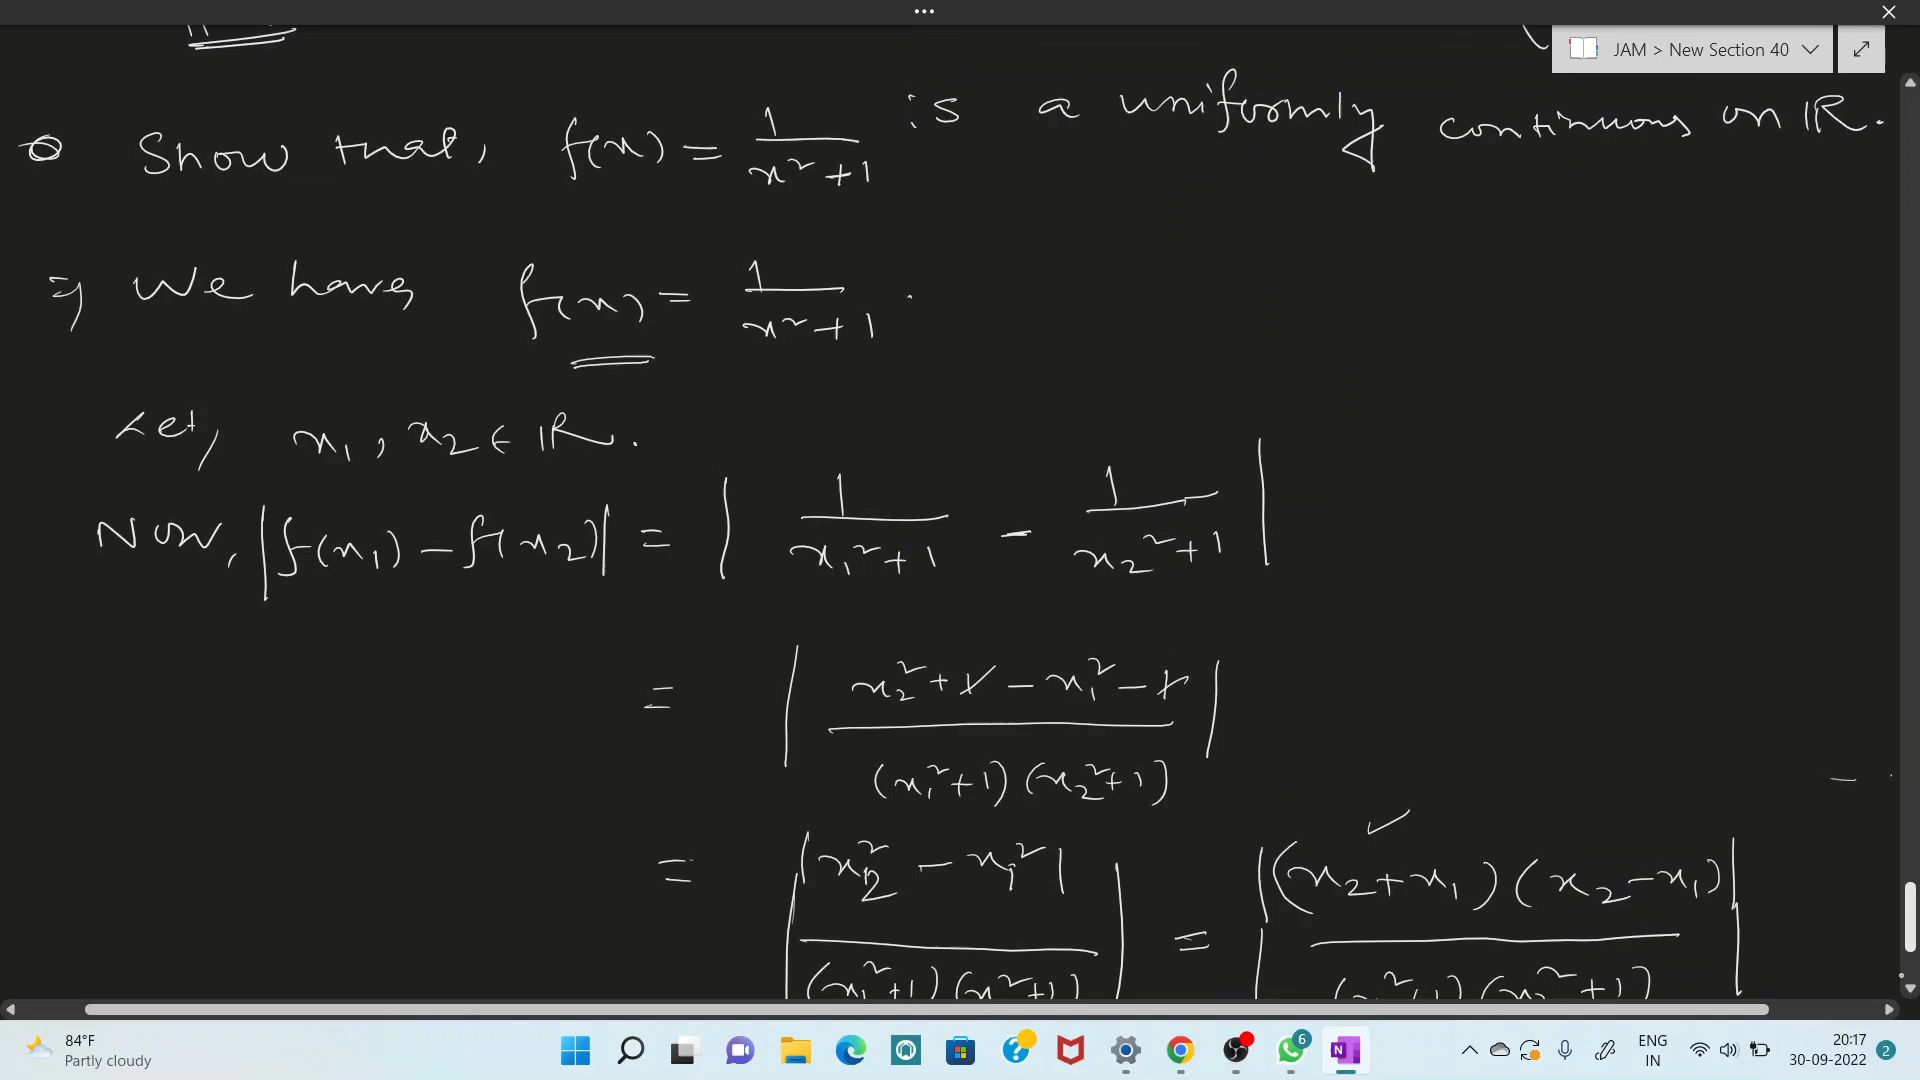 JAM > New Section 40
Show that, f(x) = 1/(x²+1) is a uniformly continuous on ℝ.
⇒ We have, f(x) = 1/(x²+1).
Let, x₁, x₂ ∈ ℝ.
Now, |f(x₁) – f(x₂)| = | 1/(x₁²+1) – 1/(x₂²+1) |
= | (x₂²+1 – x₁² – 1)/((x₁²+1)(x₂²+1)) |
= | |x₂² – x₁²|/((x₁²+1)(x²+1)) | = | |(x₂+x₁)(x₂–x₁)|/((x₁²+1)(x₂²+1)) |
84°F
Partly cloudy
6
ENG
IN
20:17
30-09-2022
2